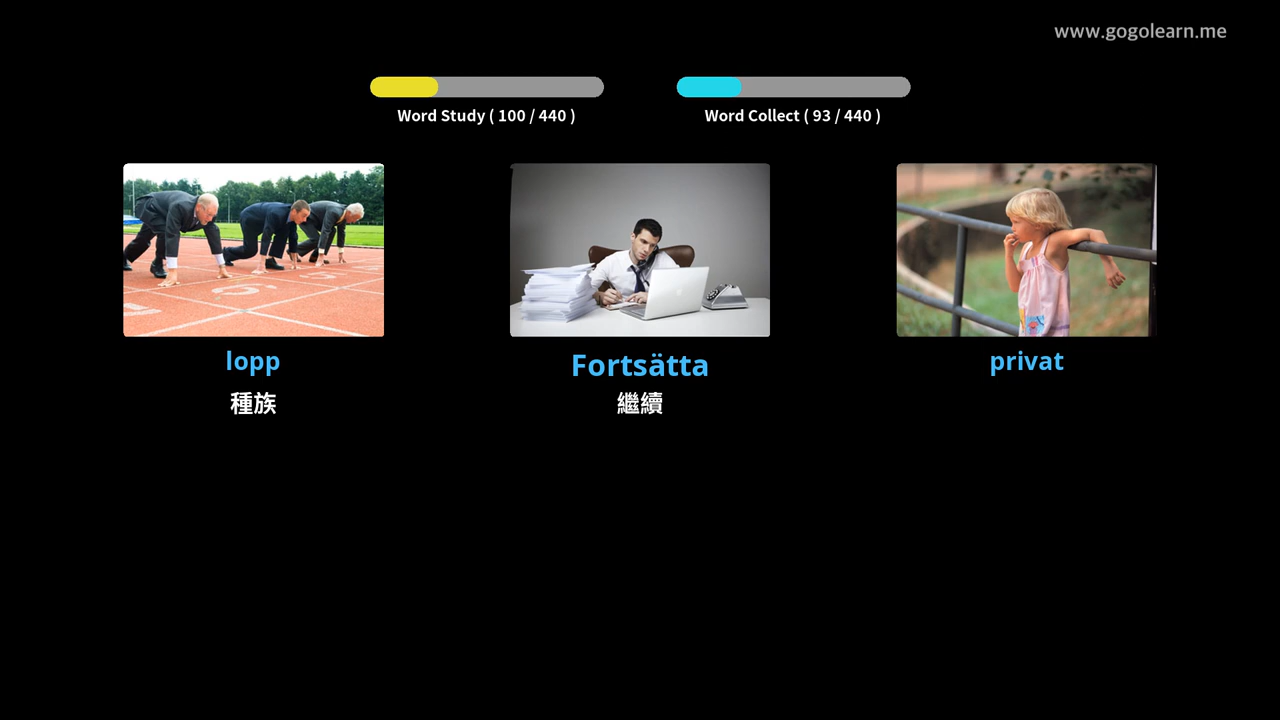 www.gogolearn.me
Word Study ( 100 / 440 )
Word Collect ( 93 / 440 )
lopp
Fortsätta
privat
種族
繼續